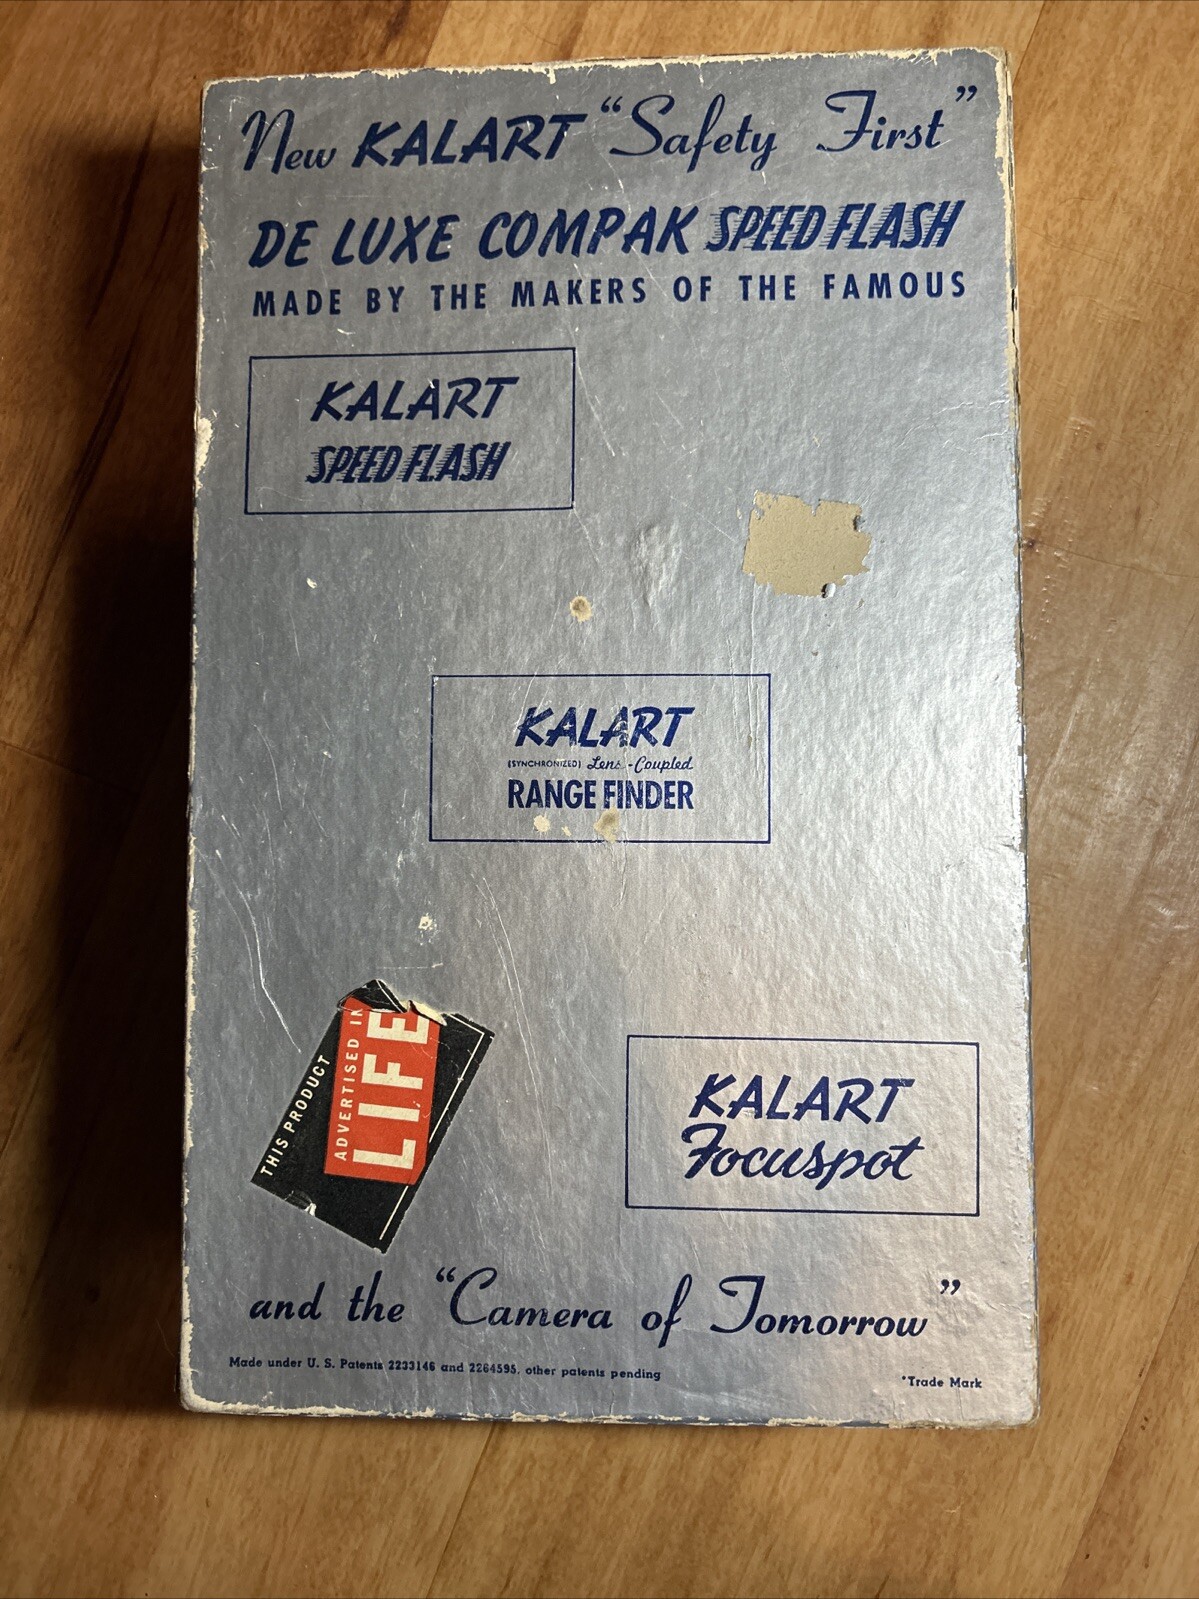 New KALART “Safety First”
DE LUXE COMPAK SPEED FLASH
MADE BY THE MAKERS OF THE FAMOUS
KALART
SPEED FLASH
KALART
(SYNCHRONIZED) Lens-Coupled
RANGE FINDER
THIS PRODUCT
ADVERTISED IN
LIFE
KALART
Focuspot
and the “Camera of Tomorrow”
Made under U. S. Patents 2233146 and 2264595, other patents pending
*Trade Mark